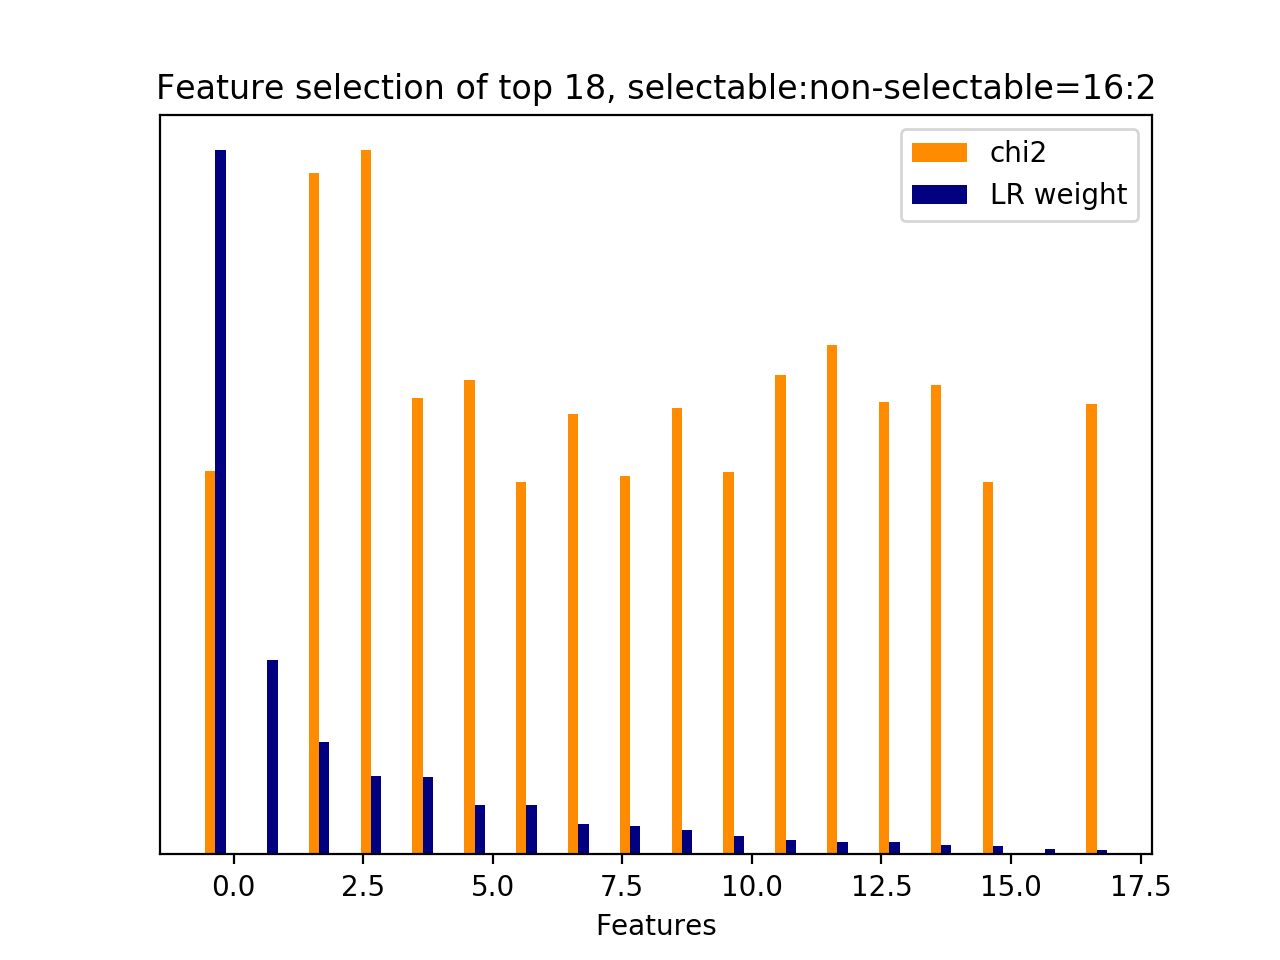 Feature selection of top 18, selectable:non-selectable=16:2
chi2
LR weight
0.0 2.5 5.0 7.5 10.0 12.5 15.0 17.5
Features